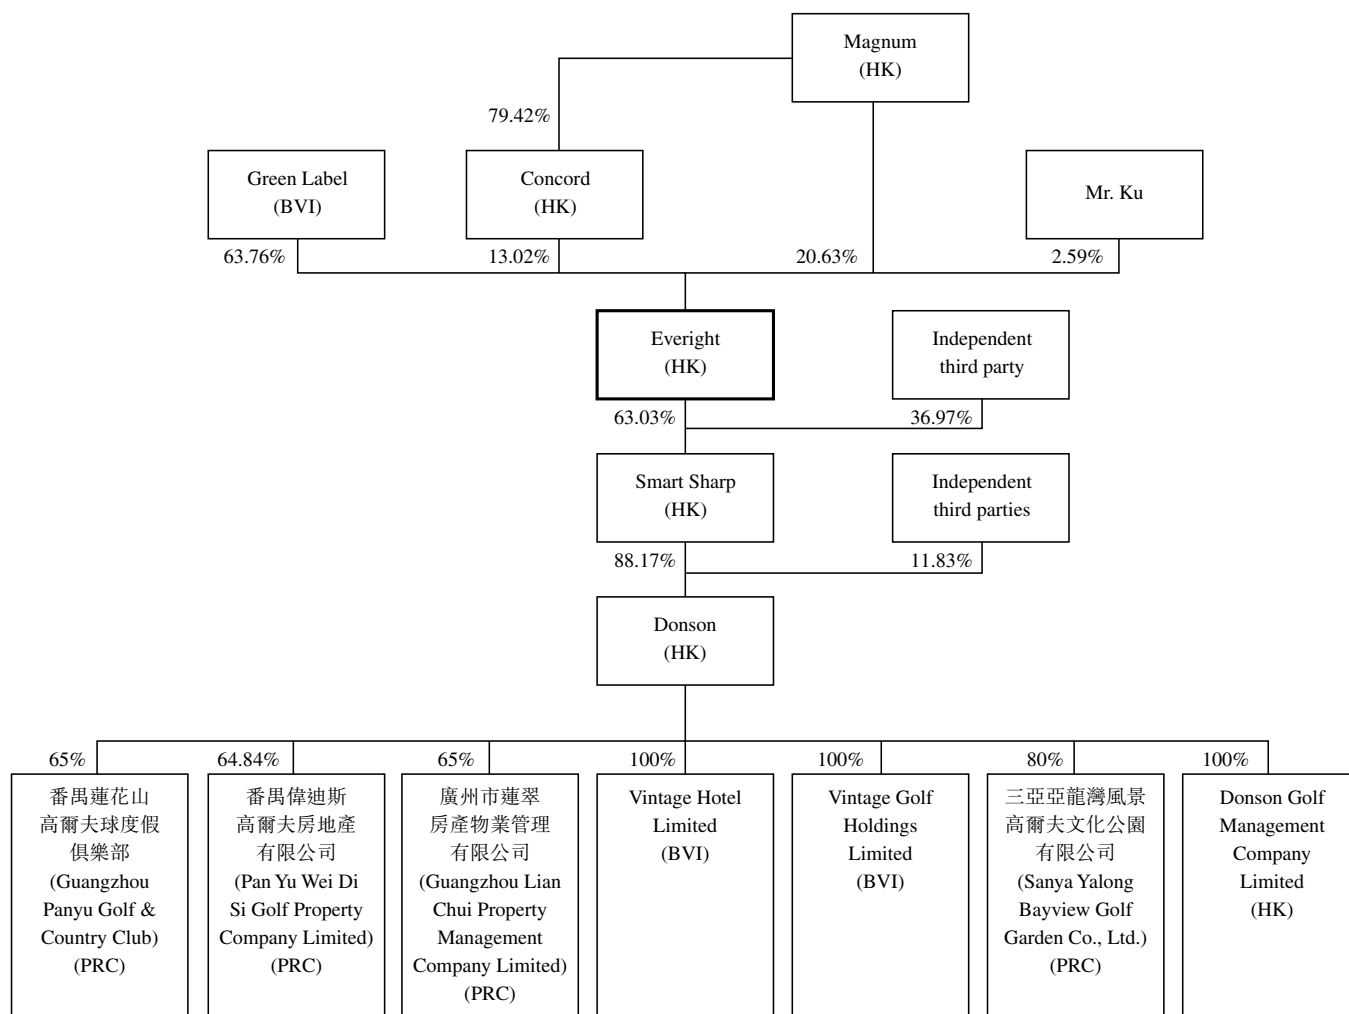 Magnum
(HK)
79.42%
Green Label
(BVI)
Concord
(HK)
Mr. Ku
63.76%
13.02%
20.63%
2.59%
Everight
(HK)
Independent
third party
63.03%
36.97%
Smart Sharp
(HK)
Independent
third parties
88.17%
11.83%
Donson
(HK)
65%
64.84%
65%
100%
100%
80%
100%
番禺蓮花山
高爾夫球度假
俱樂部
(Guangzhou
Panyu Golf &
Country Club)
(PRC)
番禺偉迪斯
高爾夫房地產
有限公司
(Pan Yu Wei Di
Si Golf Property
Company Limited)
(PRC)
廣州市蓮翠
房產物業管理
有限公司
(Guangzhou Lian
Chui Property
Management
Company Limited)
(PRC)
Vintage Hotel
Limited
(BVI)
Vintage Golf
Holdings
Limited
(BVI)
三亞亞龍灣風景
高爾夫文化公園
有限公司
(Sanya Yalong
Bayview Golf
Garden Co., Ltd.)
(PRC)
Donson Golf
Management
Company
Limited
(HK)